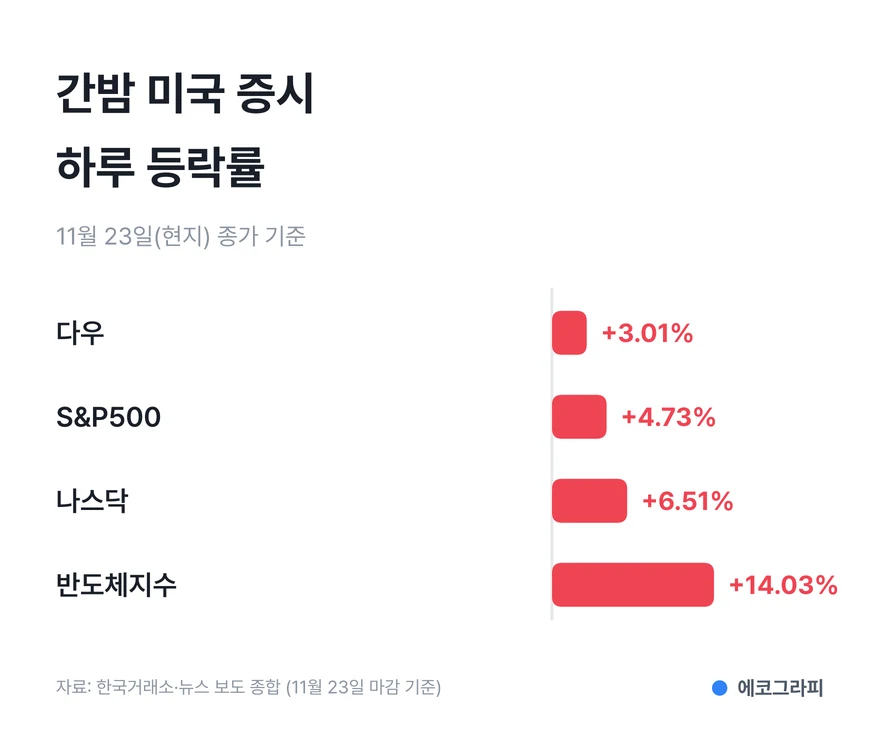 간밤 미국 증시
하루 등락률
11월 23일(현지) 종가 기준
다우 +3.01%
S&P500 +4.73%
나스닥 +6.51%
반도체지수 +14.03%
자료: 한국거래소·뉴스 보도 종합 (11월 23일 마감 기준) 에코그라피